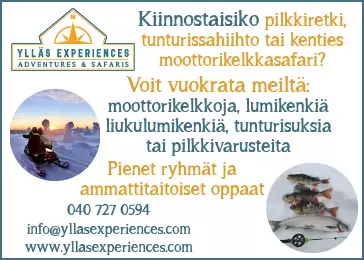 YLLÄS EXPERIENCES
ADVENTURES & SAFARIS
Kiinnostaisiko pilkkiretki,
tunturissahiihto tai kenties
moottorikelkkasafari?
Voit vuokrata meiltä:
moottorikelkkoja, lumikenkiä
liukulumikenkiä, tunturisuksia
tai pilkkivarusteita
Pienet ryhmät ja
ammattitaitoiset oppaat
040 727 0594
info@yllasexperiences.com
www.yllasexperiences.com